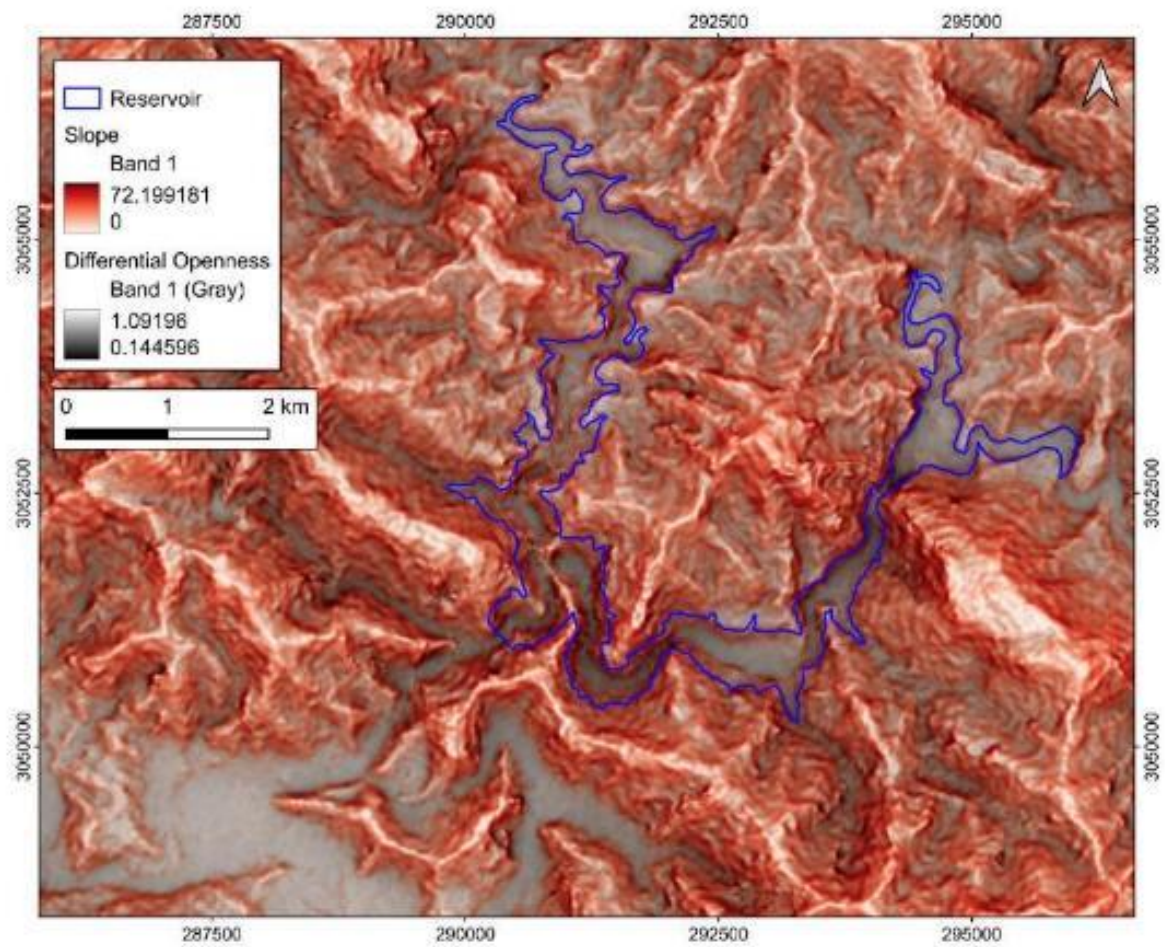 287500 290000 292500 295000
Reservoir
Slope
Band 1
72.199181
0
Differential Openness
Band 1 (Gray)
1.09196
0.144596
0 1 2 km
3055000 3055000
3052500 3052500
3050000 3050000
287500 290000 292500 295000